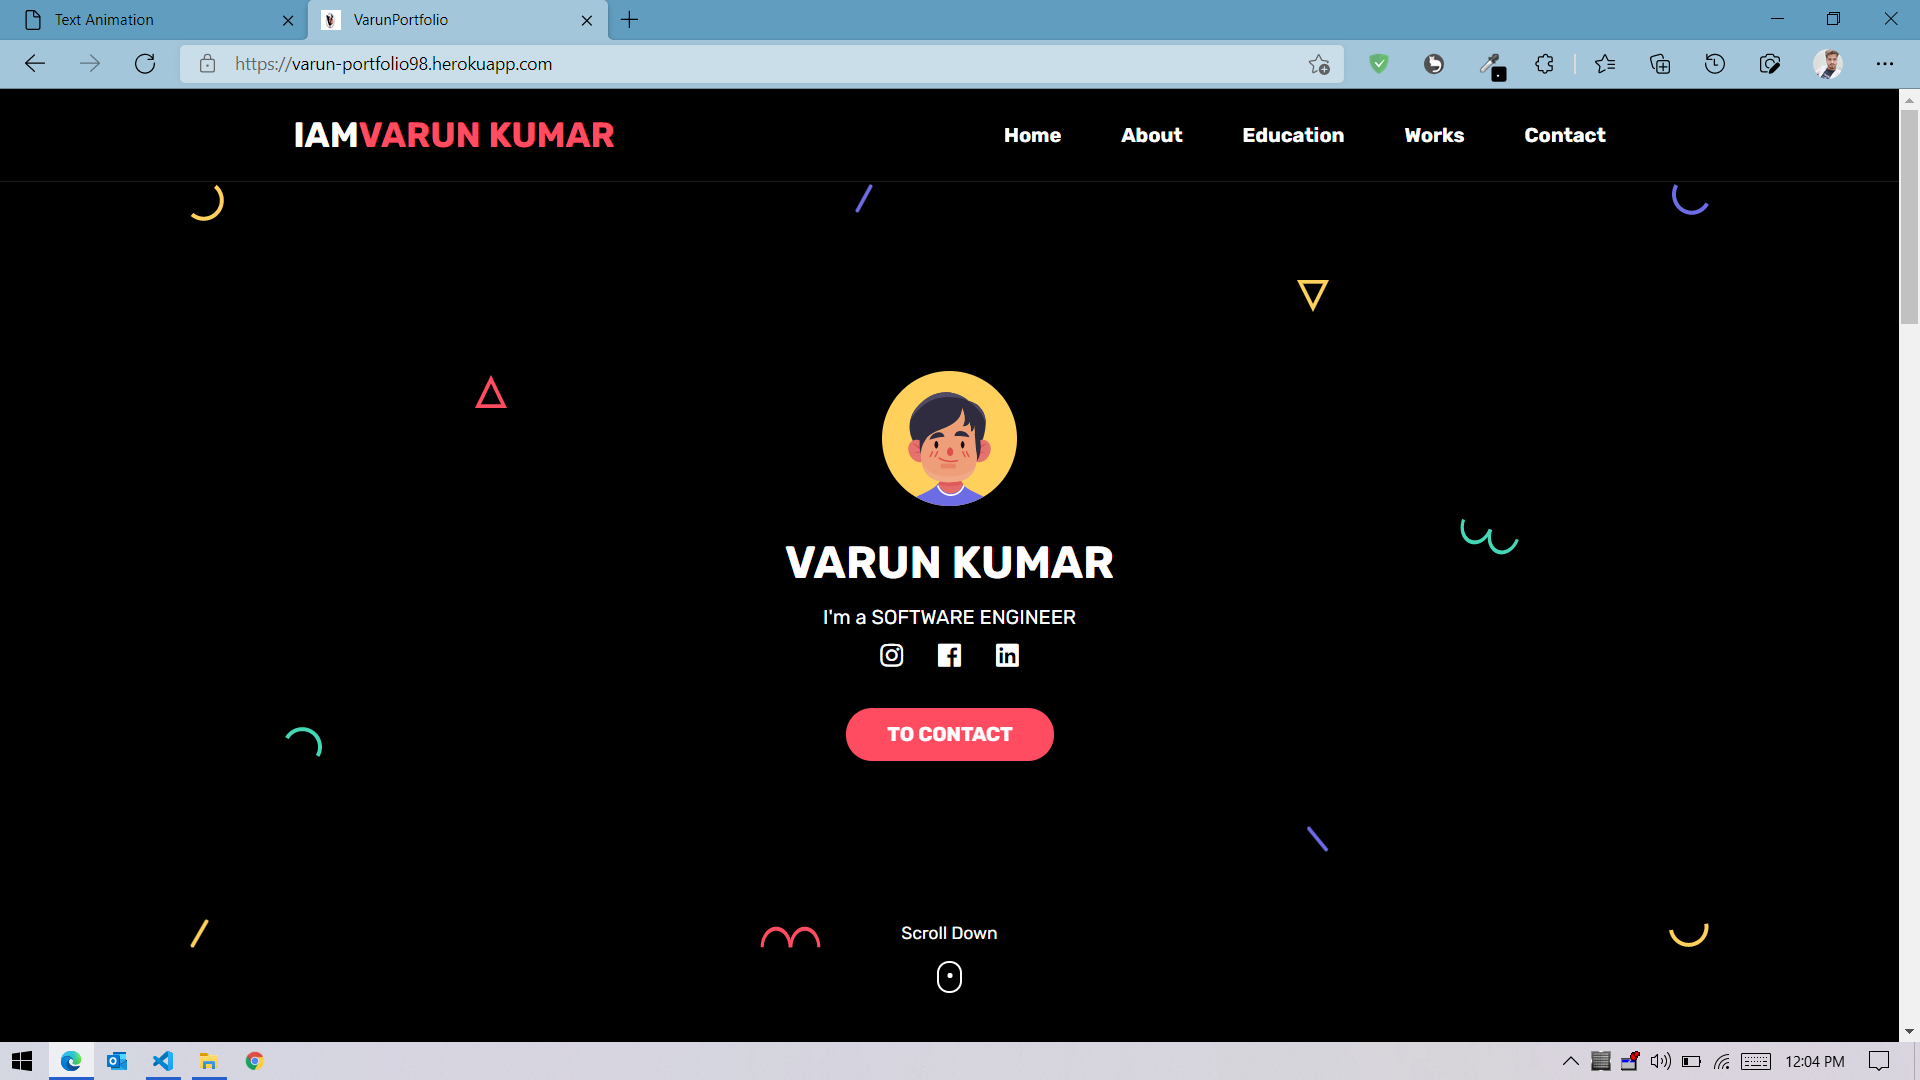 Text Animation
VarunPortfolio
https://varun-portfolio98.herokuapp.com
IAMVARUN KUMAR
Home
About
Education
Works
Contact
VARUN KUMAR
I'm a SOFTWARE ENGINEER
TO CONTACT
Scroll Down
12:04 PM